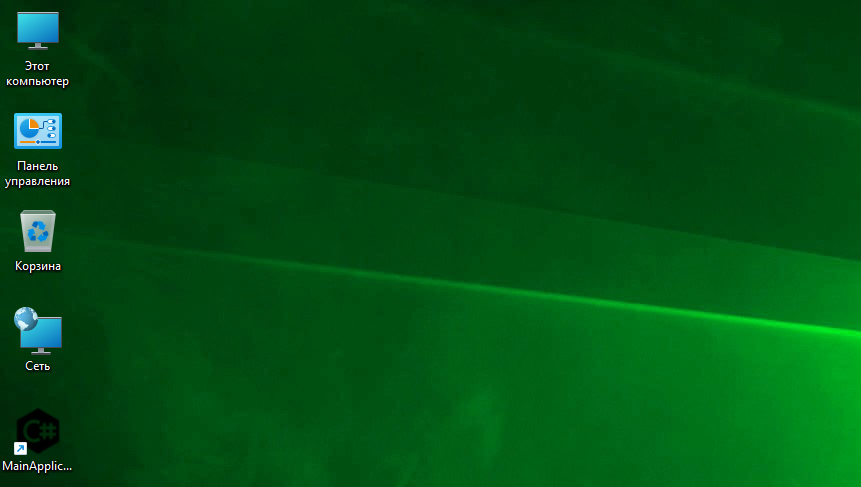 Этот
компьютер
Панель
управления
Корзина
Сеть
C#
MainApplic...